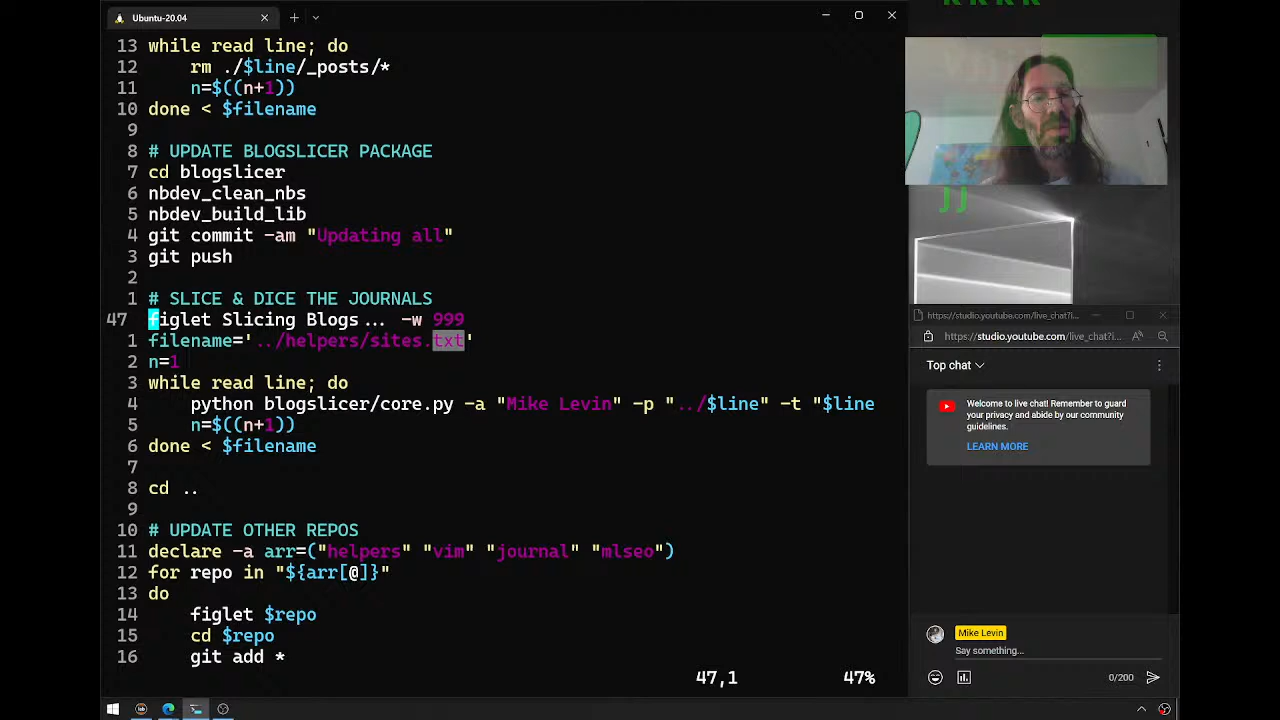 Ubuntu-20.04
13 while read line; do
12 rm ./$line/_posts/*
11 n=$((n+1))
10 done < $filename
9
8 # UPDATE BLOGSLICER PACKAGE
7 cd blogslicer
6 nbdev_clean_nbs
5 nbdev_build_lib
4 git commit -am "Updating all"
3 git push
2
1 # SLICE & DICE THE JOURNALS
47 figlet Slicing Blogs... -w 999
1 filename='../helpers/sites.txt'
2 n=1
3 while read line; do
4 python blogslicer/core.py -a "Mike Levin" -p "../$line" -t "$line
5 n=$((n+1))
6 done < $filename
7
8 cd ..
9
10 # UPDATE OTHER REPOS
11 declare -a arr=("helpers" "vim" "journal" "mlseo")
12 for repo in "${arr[@]}"
13 do
14 figlet $repo
15 cd $repo
16 git add *
47,1 47%
jj
https://studio.youtube.com/live_chat?i...
https://studio.youtube.com/live_chat?i...
Top chat
Welcome to live chat! Remember to guard
your privacy and abide by our community
guidelines.
LEARN MORE
Mike Levin
Say something...
0/200